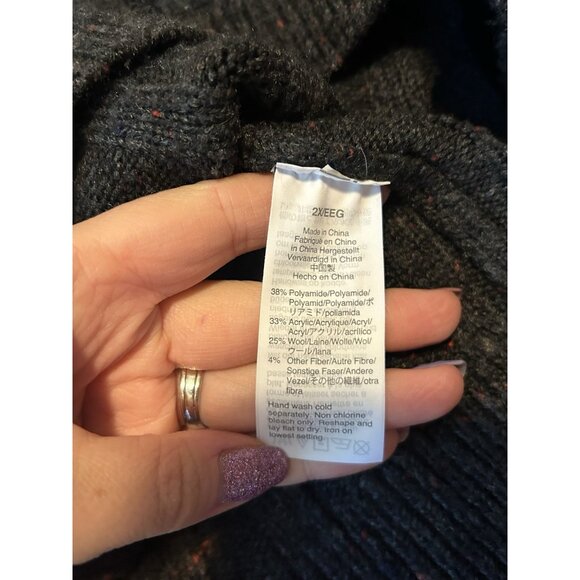 2X/EEG
Made in China
Fabriqué en Chine
in China Hergestellt
Vervaardigd in China
中国製
Hecho en China
38% Polyamide/Polyamide/
Polyamid/Polyamide/ポ
リアミド/poliamida
33% Acrylic/Acrylique/Acryl/
Acryl/アクリル/acrílico
25% Wool/Laine/Wolle/Wol/
ウール/lana
4% Other Fiber/Autre Fibre/
Sonstige Faser/Andere
Vezel/その他の繊維/otra
fibra
Hand wash cold
separately. Non chlorine
bleach only. Reshape and
lay flat to dry. Iron on
lowest setting.